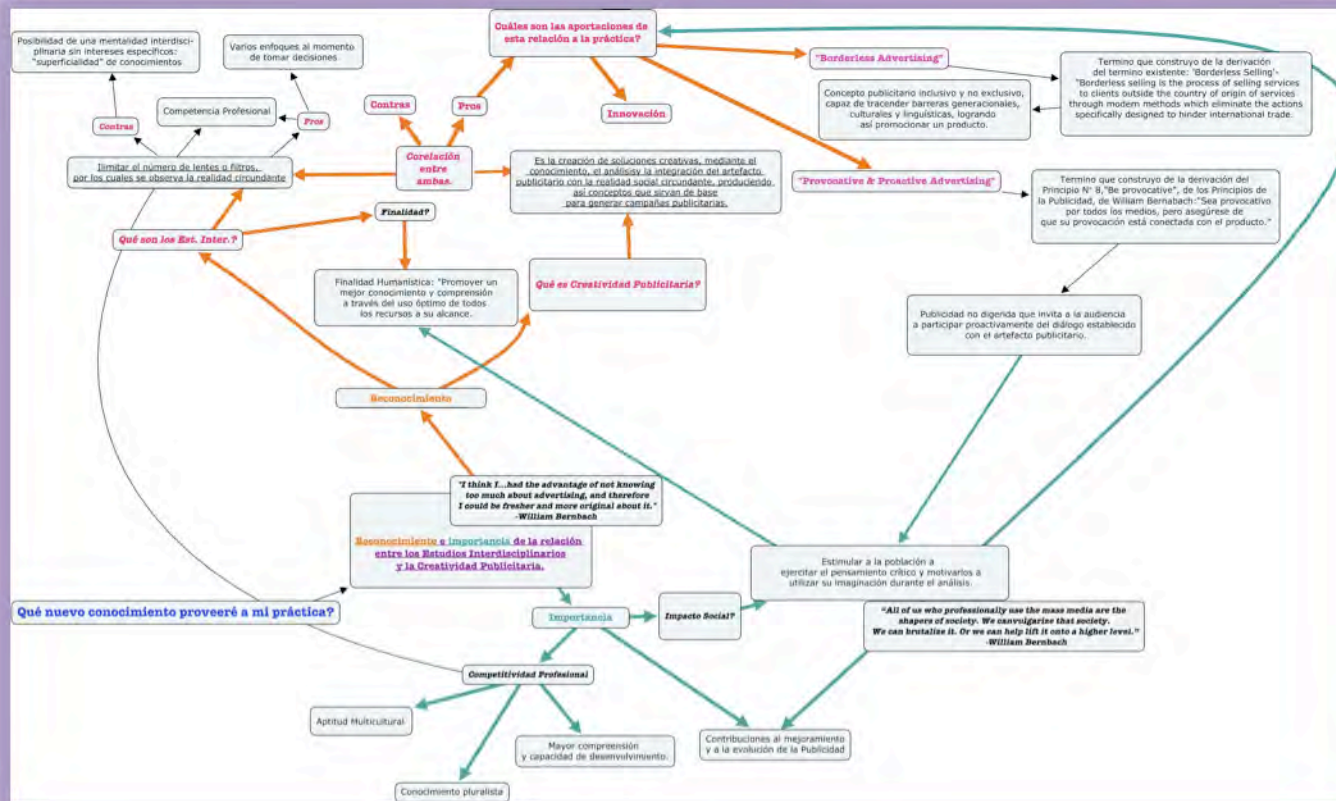 Cuáles son las aportaciones de
esta relación a la práctica?
Posibilidad de una mentalidad interdisci-
plinaria sin intereses específicos:
"superficialidad" de conocimientos
Varios enfoques al momento
de tomar decisiones
"Borderless Advertising"
Termino que construyo de la derivación
del termino existente: 'Borderless Selling'-
"Borderless selling is the process of selling services
to clients outside the country of origin of services
through modern methods which eliminate the actions
specifically designed to hinder international trade.
Concepto publicitario inclusivo y no exclusivo,
capaz de tracender barreras generacionales,
culturales y linguísticas, logrando
así promocionar un producto.
Contras
Pros
Innovación
Competencia Profesional
Contras
Pros
Corelación
entre
ambas.
Ilimitar el número de lentes o filtros,
por los cuales se observa la realidad circundante
Es la creación de soluciones creativas, mediante el
conocimiento, el análisisy la integración del artefacto
publicitario con la realidad social circundante, produciendo
así conceptos que sirvan de base
para generar campañas publicitarias.
"Provocative & Proactive Advertising"
Termino que construyo de la derivación del
Principio N° 8,"Be provocative", de los Principios de
la Publicidad, de William Bernabach:"Sea provocativo
por todos los medios, pero asegúrese de
que su provocación está conectada con el producto."
Finalidad?
Qué son los Est. Inter.?
Finalidad Humanística: "Promover un
mejor conocimiento y comprensión
a través del uso óptimo de todos
los recursos a su alcance.
Qué es Creatividad Publicitaria?
Publicidad no digerida que invita a la audiencia
a participar proactivamente del diálogo establecido
con el artefacto publicitario.
Reconocimiento
"I think I...had the advantage of not knowing
too much about advertising, and therefore
I could be fresher and more original about it."
-William Bernbach
Reconocimiento e importancia de la relación
entre los Estudios Interdisciplinarios
y la Creatividad Publicitaria.
Estimular a la población a
ejercitar el pensamiento crítico y motivarlos a
utilizar su imaginación durante el análisis.
Qué nuevo conocimiento proveeré a mi práctica?
Importancia
Impacto Social?
"All of us who professionally use the mass media are the
shapers of society. We canvulgarize that society.
We can brutalize it. Or we can help lift it onto a higher level."
-William Bernbach
Competitividad Profesional
Aptitud Multicultural
Mayor compreensión
y capacidad de desenvolvimiento.
Contribuciones al mejoramiento
y a la evolución de la Publicidad
Conocimiento pluralista